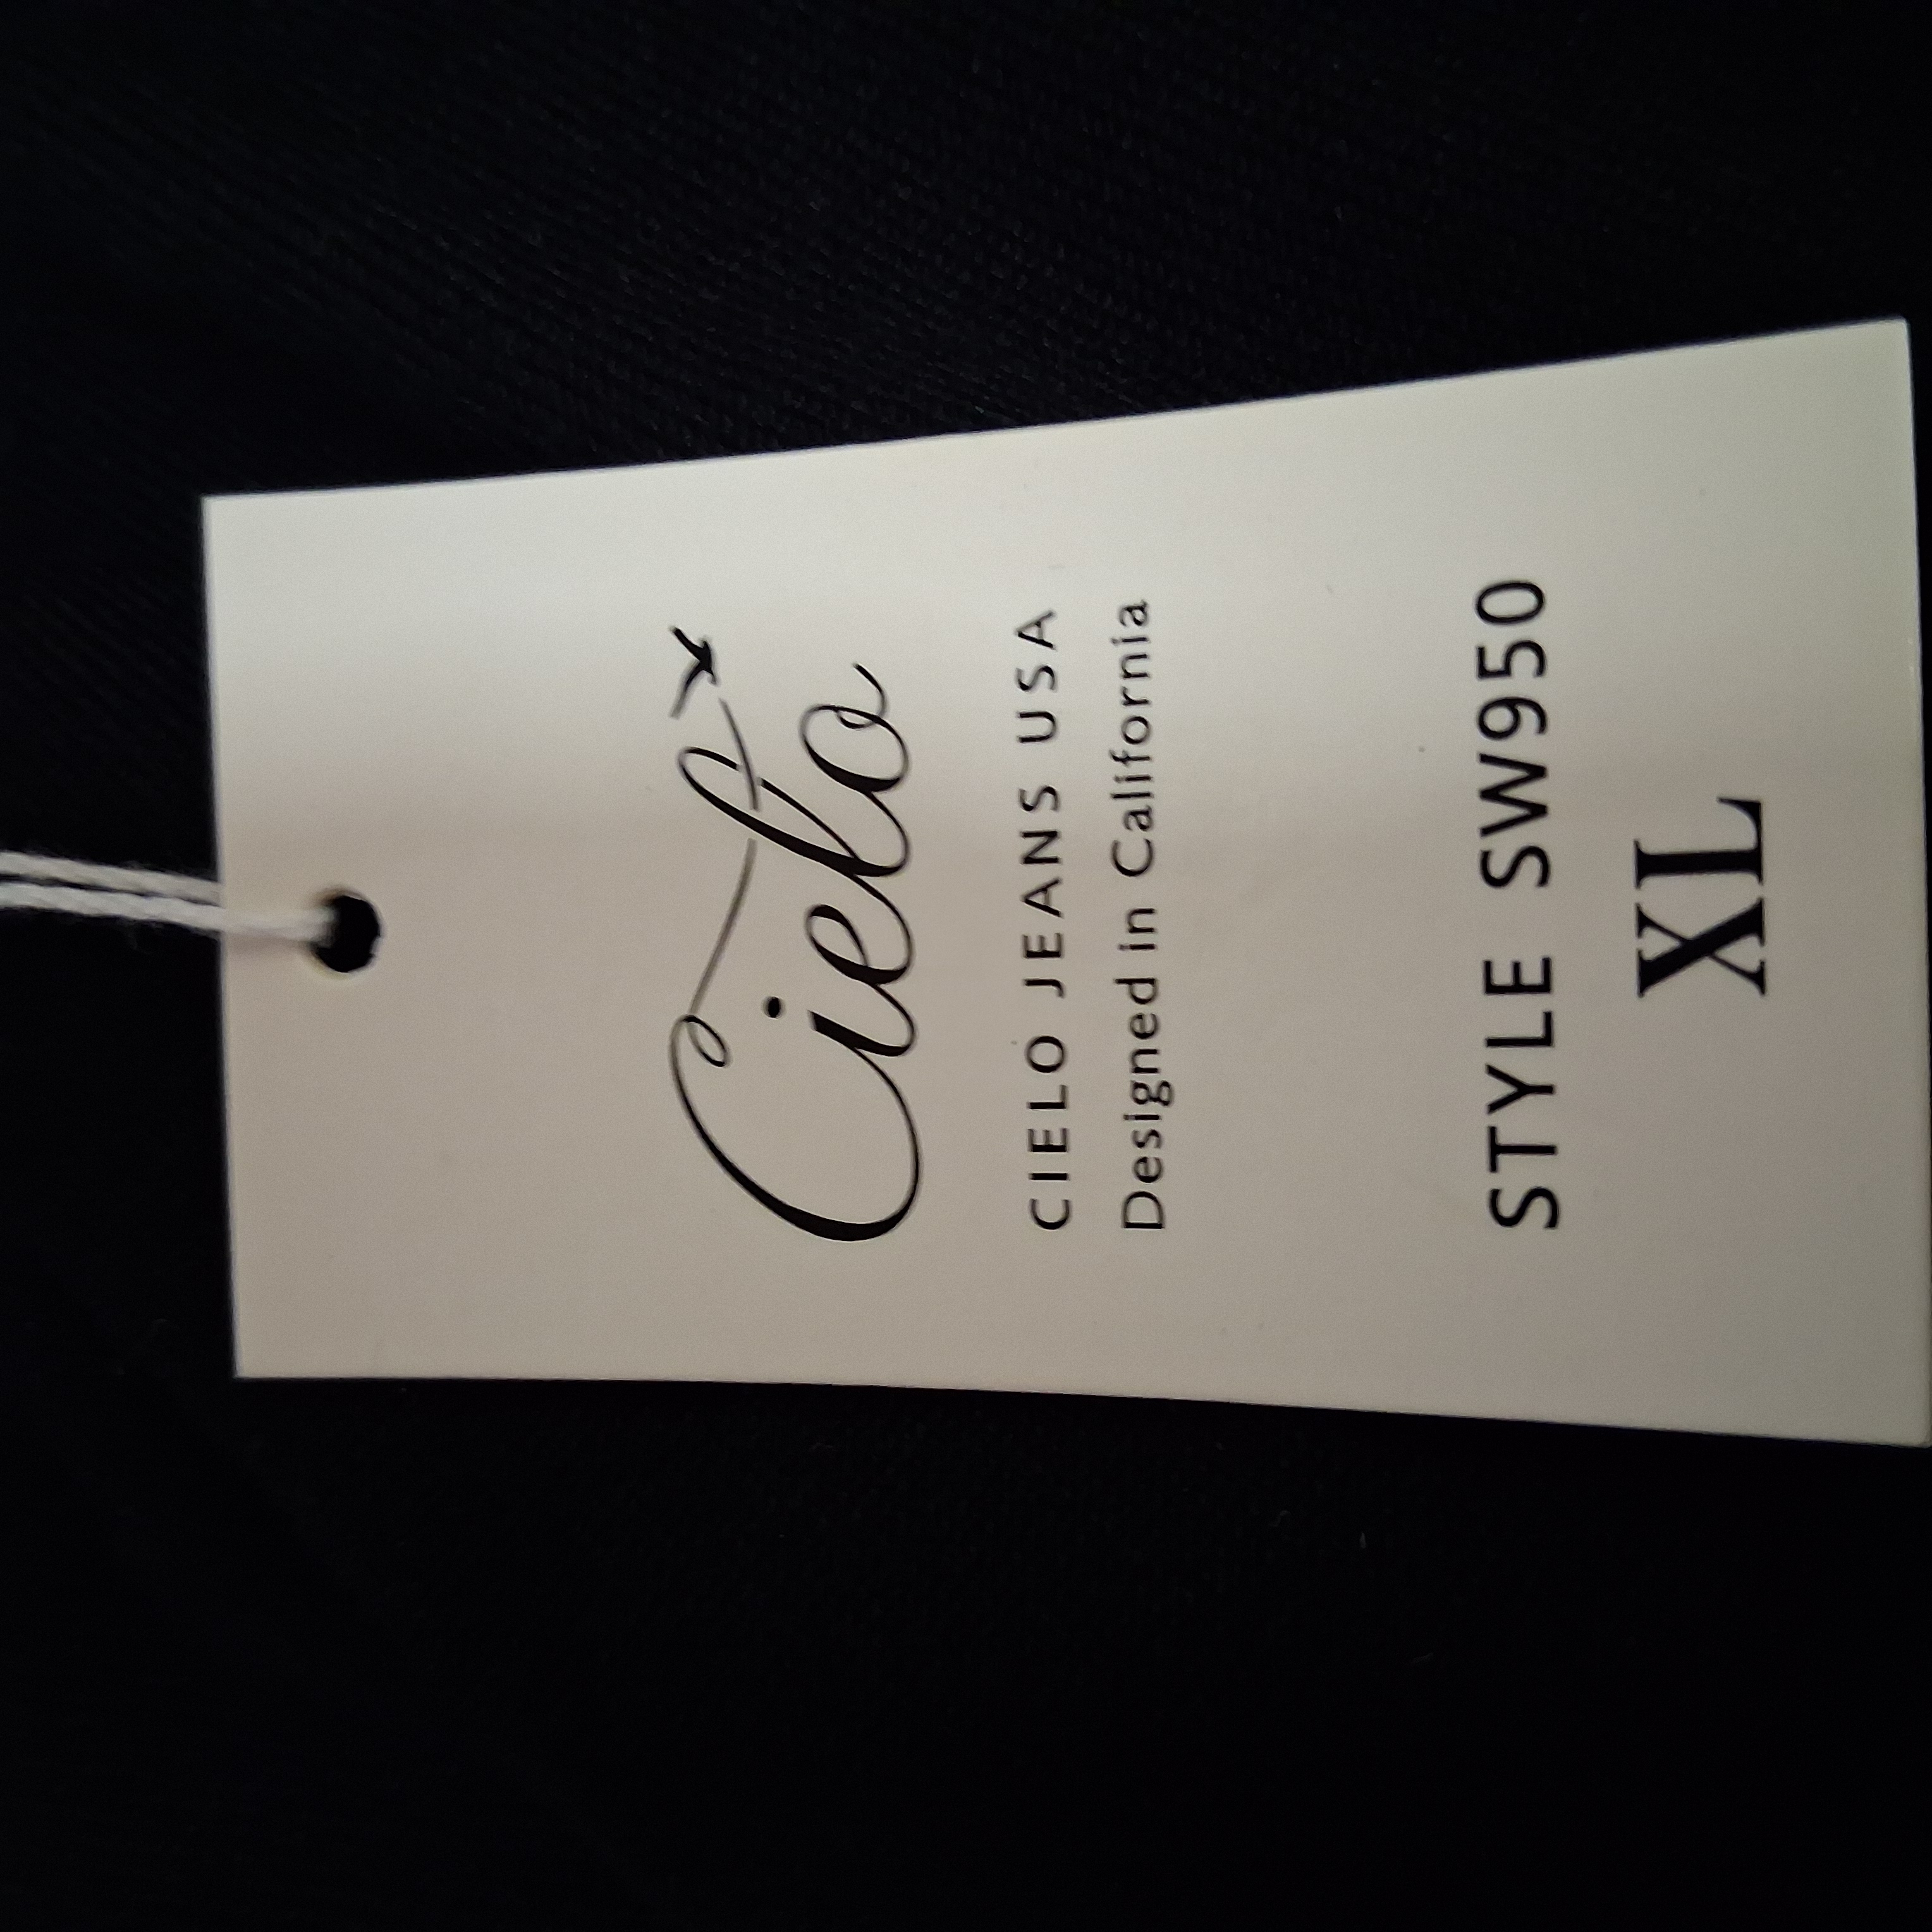 Cielo
CIELO JEANS USA
Designed in California
STYLE SW950
XL